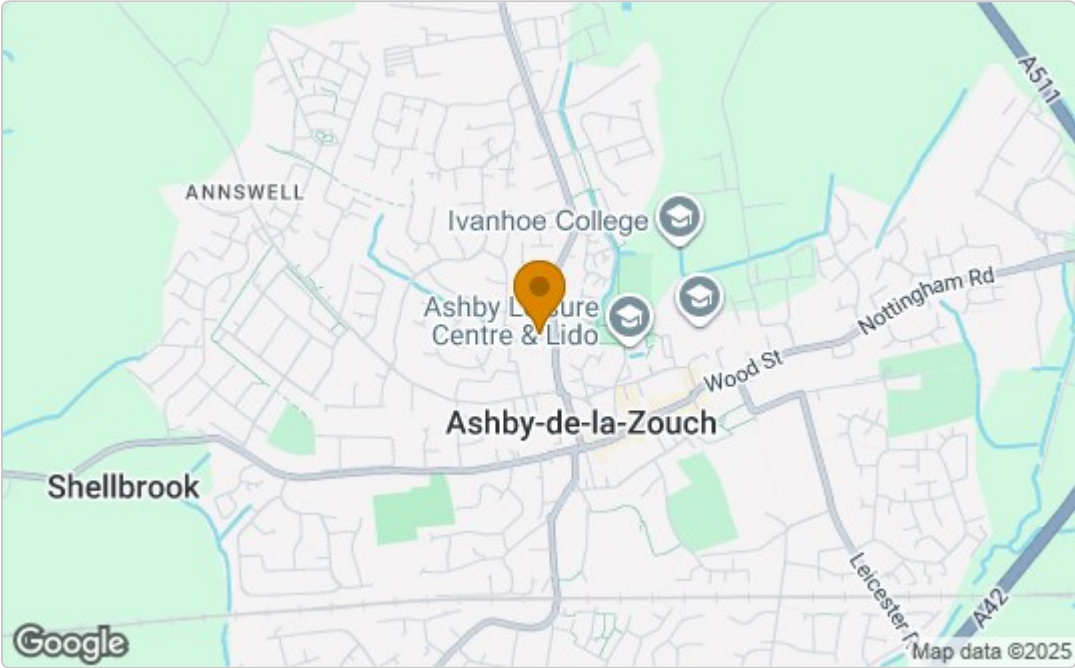 A511
ANNSWELL
Ivanhoe College
Nottingham Rd
Ashby Leisure
Centre & Lido
Wood St
Ashby-de-la-Zouch
Shellbrook
Leicester
A42
Google
Map data ©2025